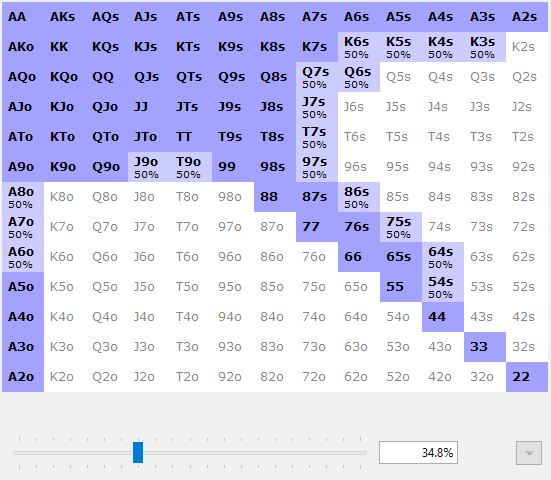 AA AKs AQs AJs ATs A9s A8s A7s A6s A5s A4s A3s A2s
AKo KK KQs KJs KTs K9s K8s K7s K6s K5s K4s K3s K2s
50% 50% 50% 50%
AQo KQo QQ QJs QTs Q9s Q8s Q7s Q6s Q5s Q4s Q3s Q2s
50% 50%
AJo KJo QJo JJ JTs J9s J8s J7s J6s J5s J4s J3s J2s
50%
ATo KTo QTo JTo TT T9s T8s T7s T6s T5s T4s T3s T2s
50%
A9o K9o Q9o J9o T9o 99 98s 97s 96s 95s 94s 93s 92s
50% 50% 50%
A8o K8o Q8o J8o T8o 98o 88 87s 86s 85s 84s 83s 82s
50% 50%
A7o K7o Q7o J7o T7o 97o 87o 77 76s 75s 74s 73s 72s
50% 50%
A6o K6o Q6o J6o T6o 96o 86o 76o 66 65s 64s 63s 62s
50% 50%
A5o K5o Q5o J5o T5o 95o 85o 75o 65o 55 54s 53s 52s
50%
A4o K4o Q4o J4o T4o 94o 84o 74o 64o 54o 44 43s 42s
A3o K3o Q3o J3o T3o 93o 83o 73o 63o 53o 43o 33 32s
A2o K2o Q2o J2o T2o 92o 82o 72o 62o 52o 42o 32o 22
34.8%